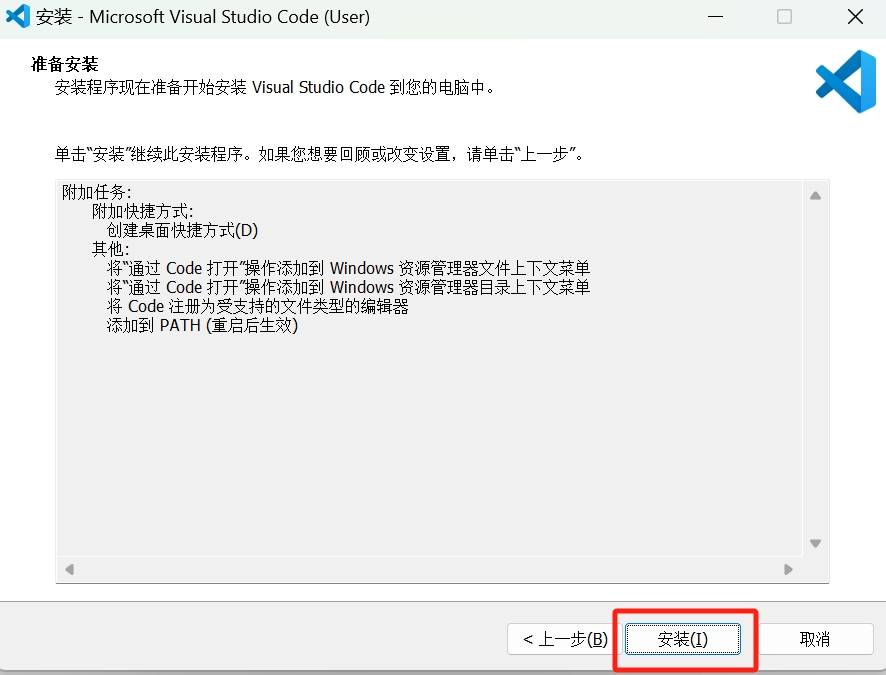 安装 - Microsoft Visual Studio Code (User)
准备安装
安装程序现在准备开始安装 Visual Studio Code 到您的电脑中。
单击“安装”继续此安装程序。如果您想要回顾或改变设置，请单击“上一步”。
附加任务:
附加快捷方式:
创建桌面快捷方式(D)
其他:
将“通过 Code 打开”操作添加到 Windows 资源管理器文件上下文菜单
将“通过 Code 打开”操作添加到 Windows 资源管理器目录上下文菜单
将 Code 注册为受支持的文件类型的编辑器
添加到 PATH (重启后生效)
< 上一步(B) 安装(I) 取消